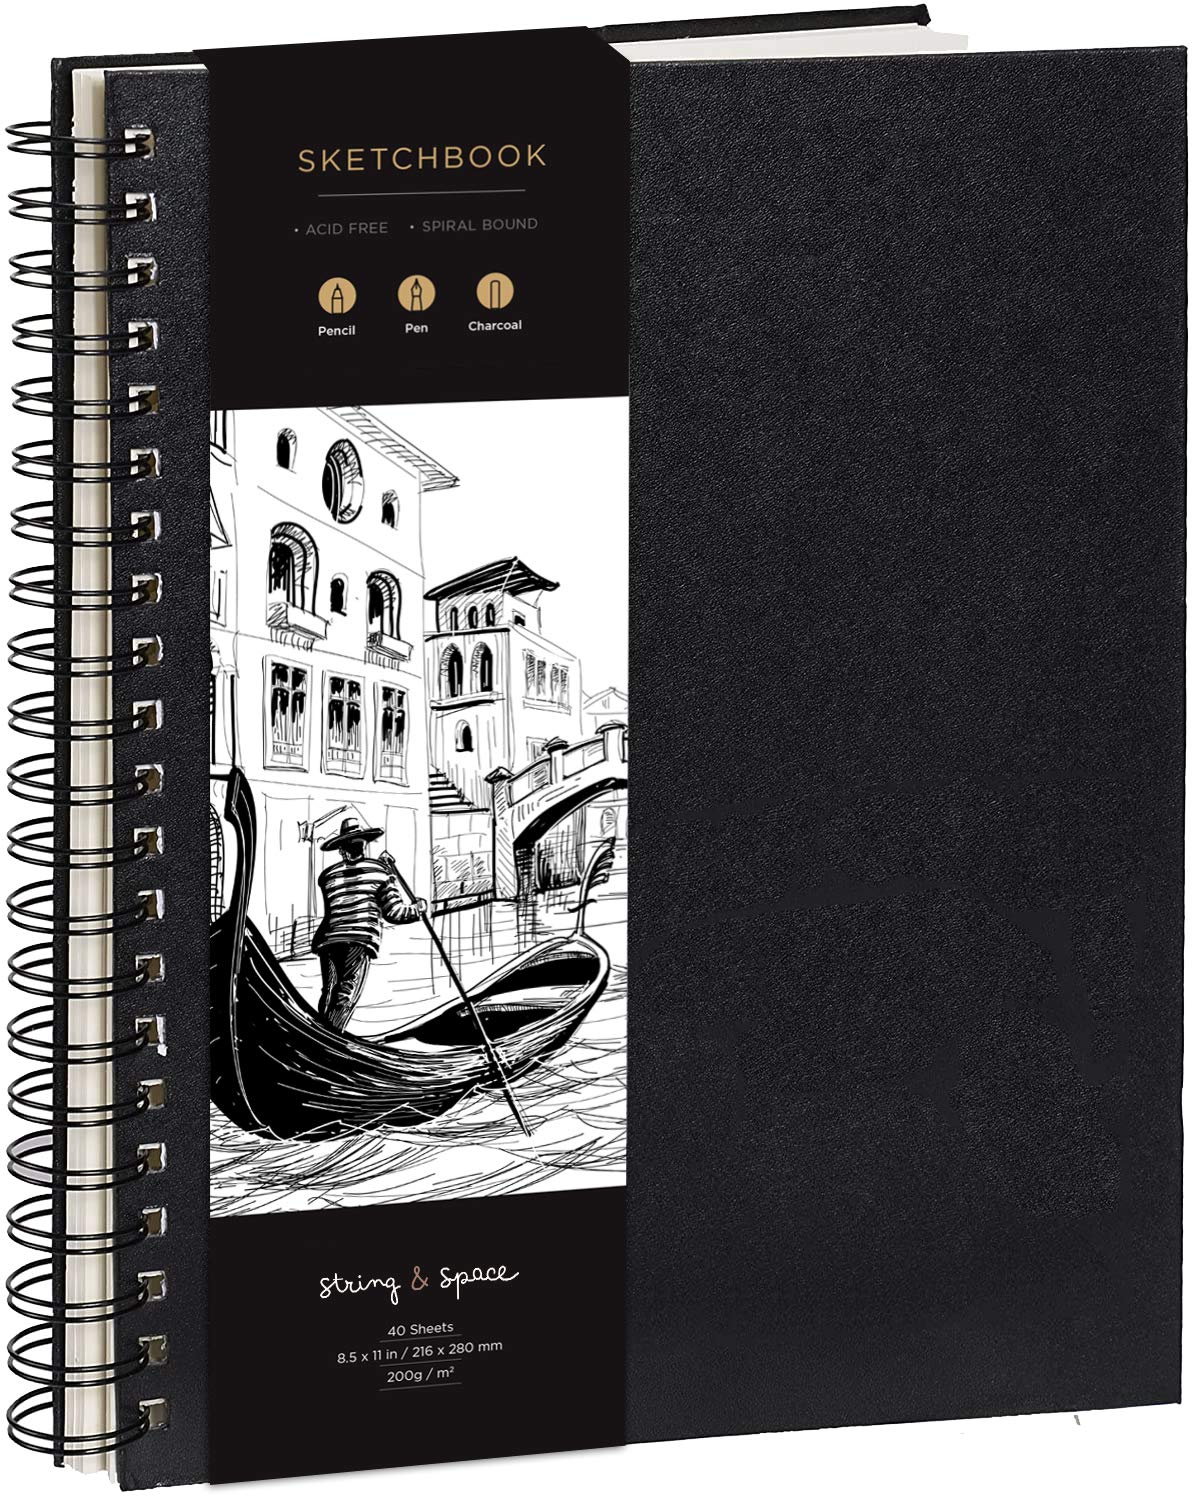 SKETCHBOOK
• ACID FREE • SPIRAL BOUND
Pencil Pen Charcoal
string & space
40 Sheets
8.5 x 11 in / 216 x 280 mm
200g / m²